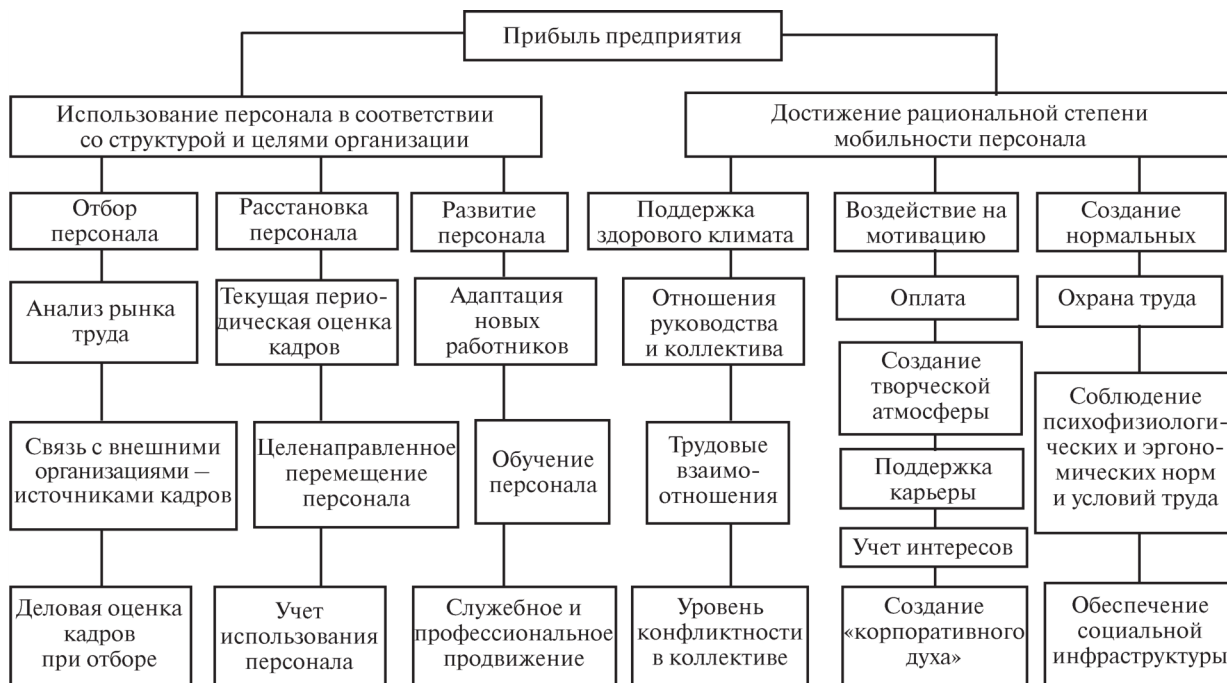 Прибыль предприятия
Использование персонала в соответствии
со структурой и целями организации
Достижение рациональной степени
мобильности персонала
Отбор
персонала
Расстановка
персонала
Развитие
персонала
Поддержка
здорового климата
Воздействие на
мотивацию
Создание
нормальных
Анализ рынка
труда
Текущая перио-
дическая оценка
кадров
Адаптация
новых
работников
Отношения
руководства
и коллектива
Оплата
Охрана труда
Создание
творческой
атмосферы
Соблюдение
психофизиологи-
ческих и эргоно-
мических норм
и условий труда
Связь с внешними
организациями –
источниками кадров
Целенаправленное
перемещение
персонала
Обучение
персонала
Трудовые
взаимо-
отношения
Поддержка
карьеры
Учет интересов
Деловая оценка
кадров
при отборе
Учет
использования
персонала
Служебное и
профессиональное
продвижение
Уровень
конфликтности
в коллективе
Создание
«корпоративного
духа»
Обеспечение
социальной
инфраструктуры